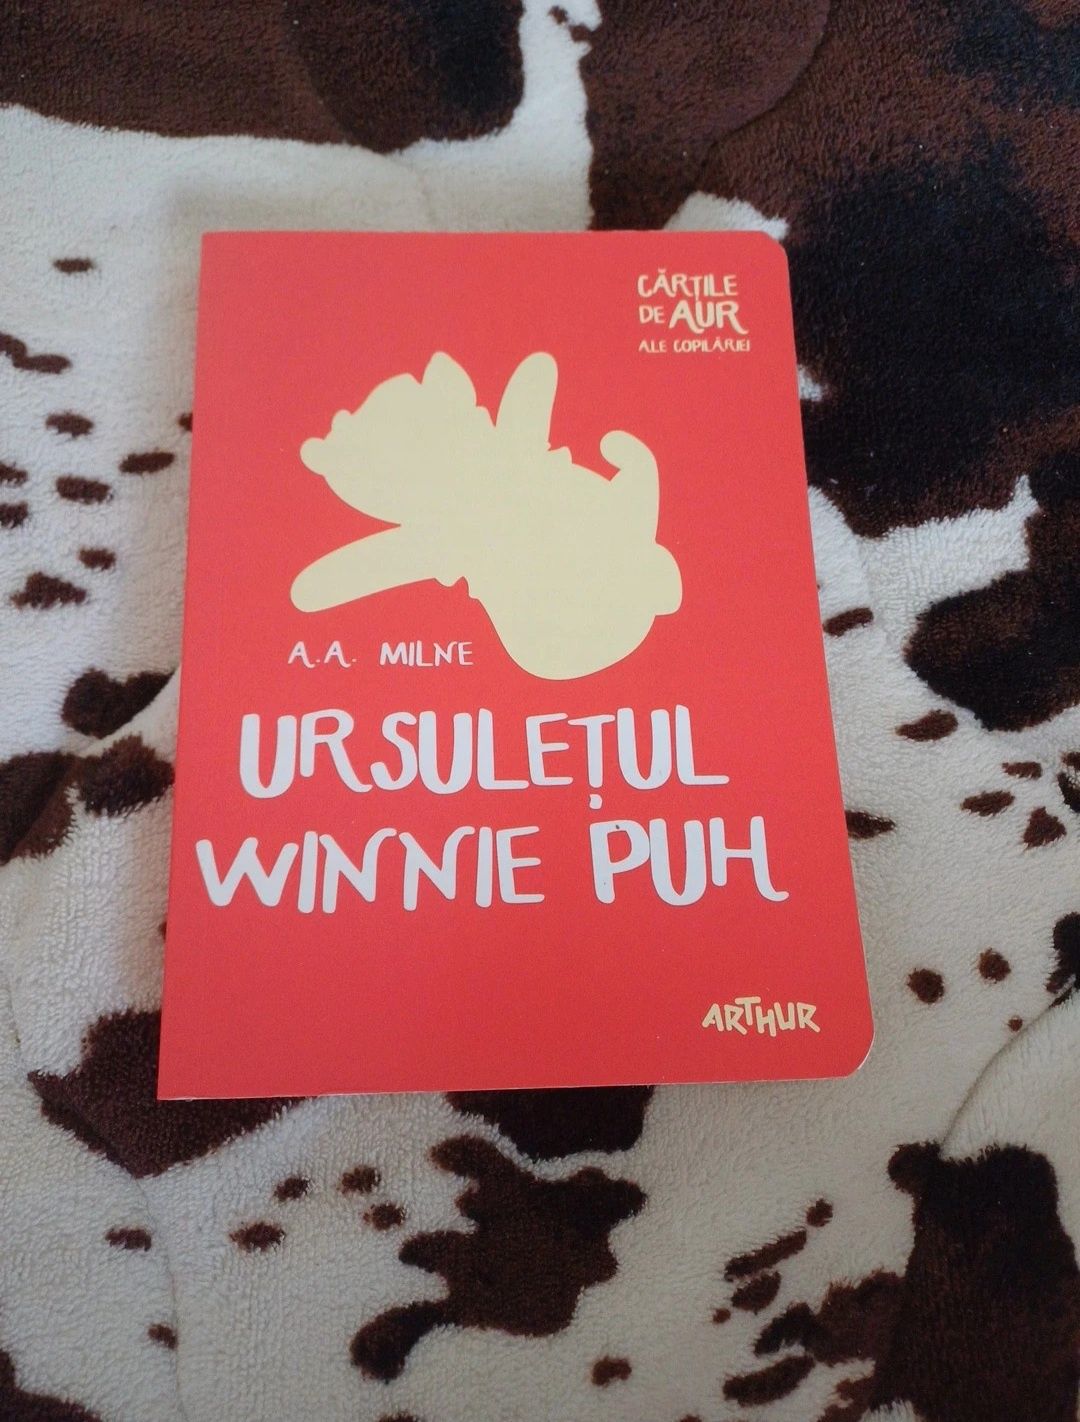 CĂRȚILE
DE AUR
ALE COPILĂRIEI
A.A. MILNE
URSULEȚUL
WINNIE PUH
ARTHUR